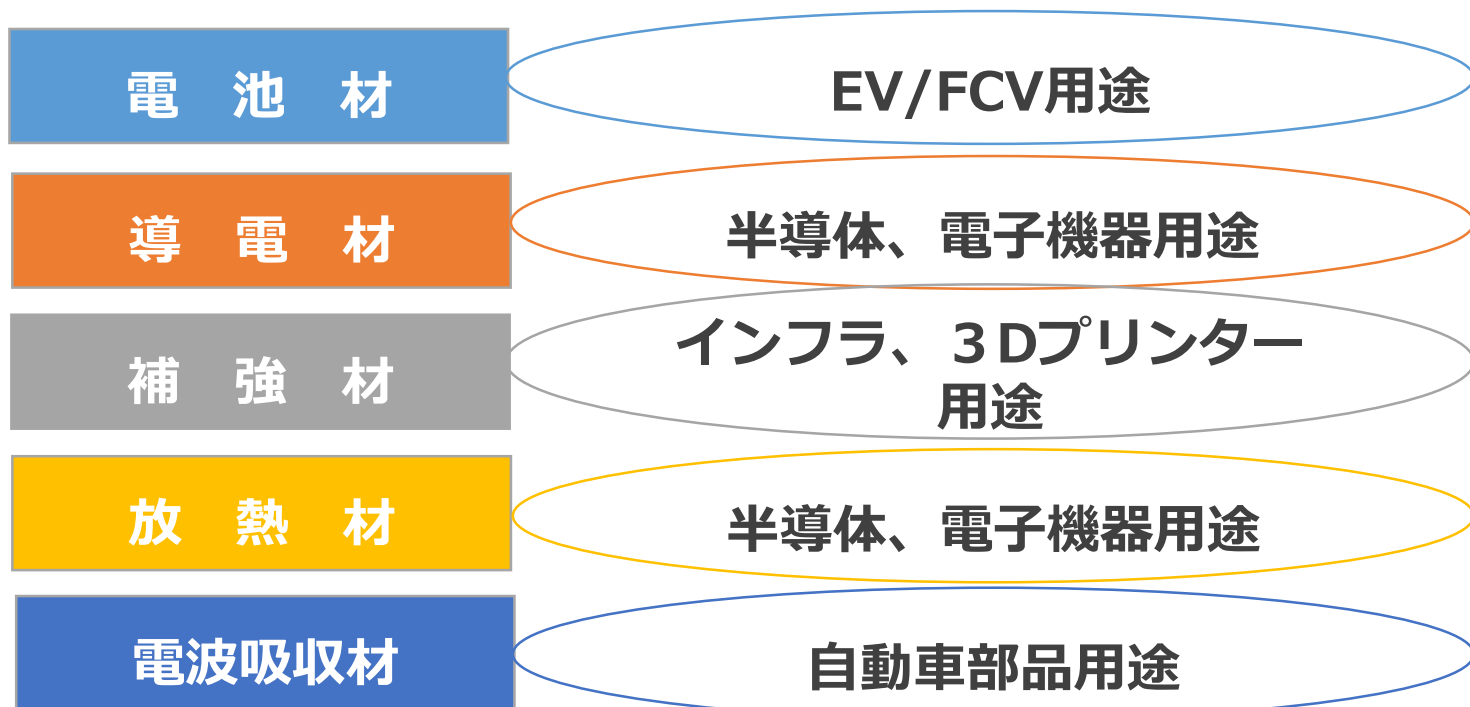 電　池　材
EV/FCV用途
導　電　材
半導体、電子機器用途
補　強　材
インフラ、３Dプリンター
用途
放　熱　材
半導体、電子機器用途
電波吸収材
自動車部品用途